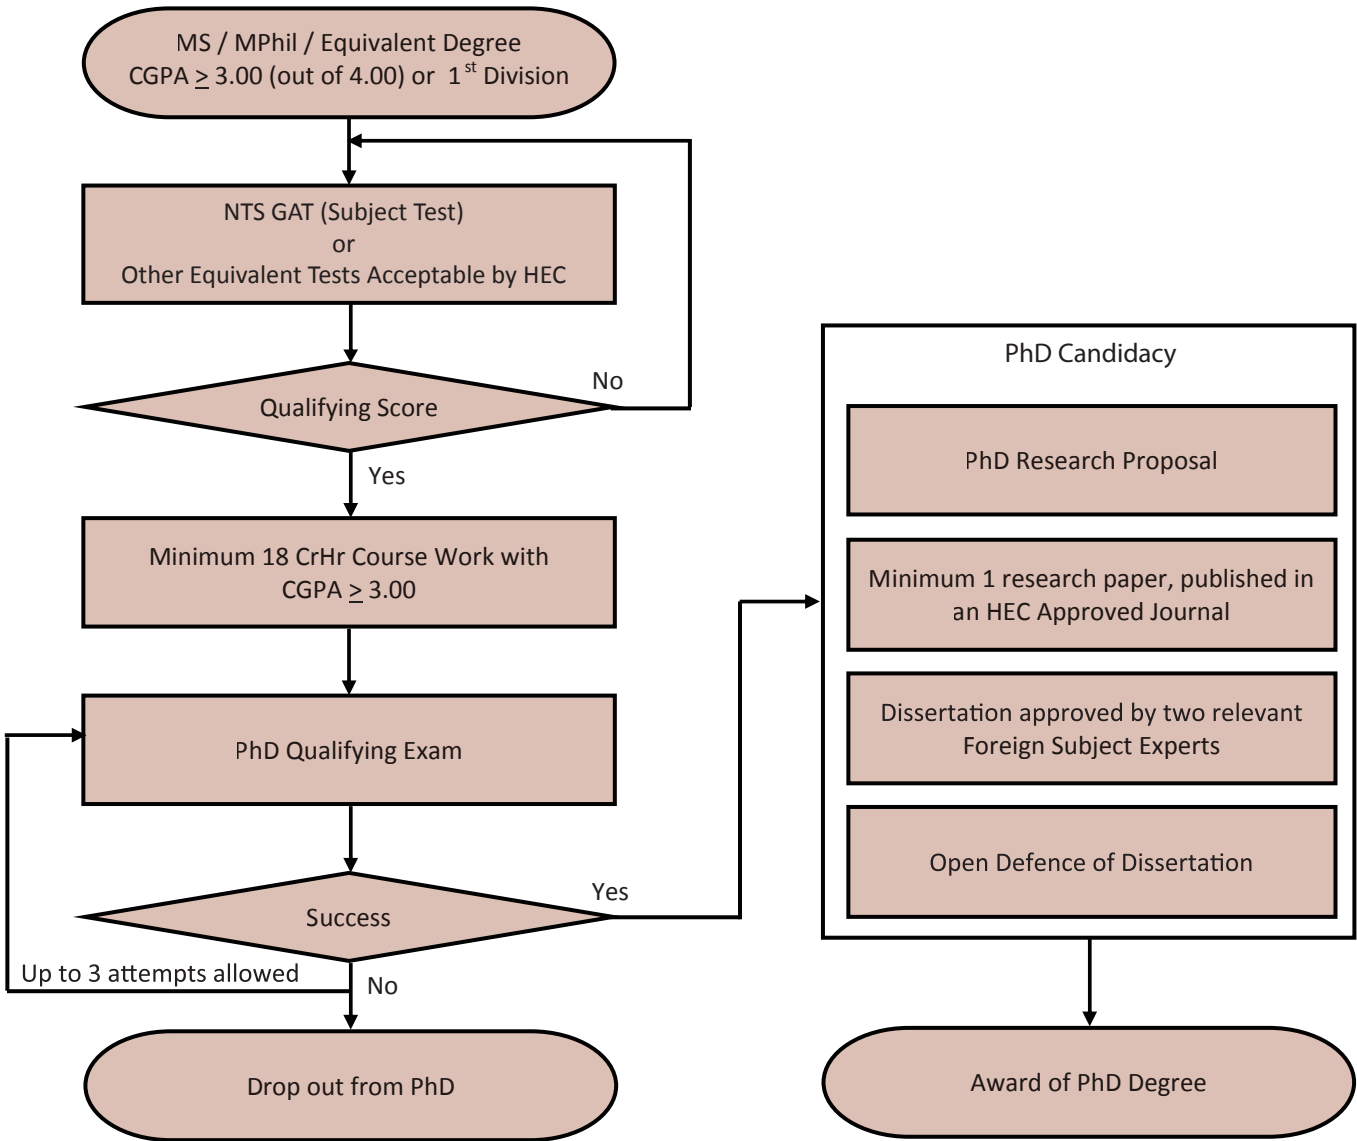 MS / MPhil / Equivalent Degree
CGPA ≥ 3.00 (out of 4.00) or 1st Division
NTS GAT (Subject Test)
or
Other Equivalent Tests Acceptable by HEC
Qualifying Score
No
Yes
Minimum 18 CrHr Course Work with
CGPA ≥ 3.00
PhD Qualifying Exam
Success
Yes
Up to 3 attempts allowed
No
Drop out from PhD
PhD Candidacy
PhD Research Proposal
Minimum 1 research paper, published in
an HEC Approved Journal
Dissertation approved by two relevant
Foreign Subject Experts
Open Defence of Dissertation
Award of PhD Degree